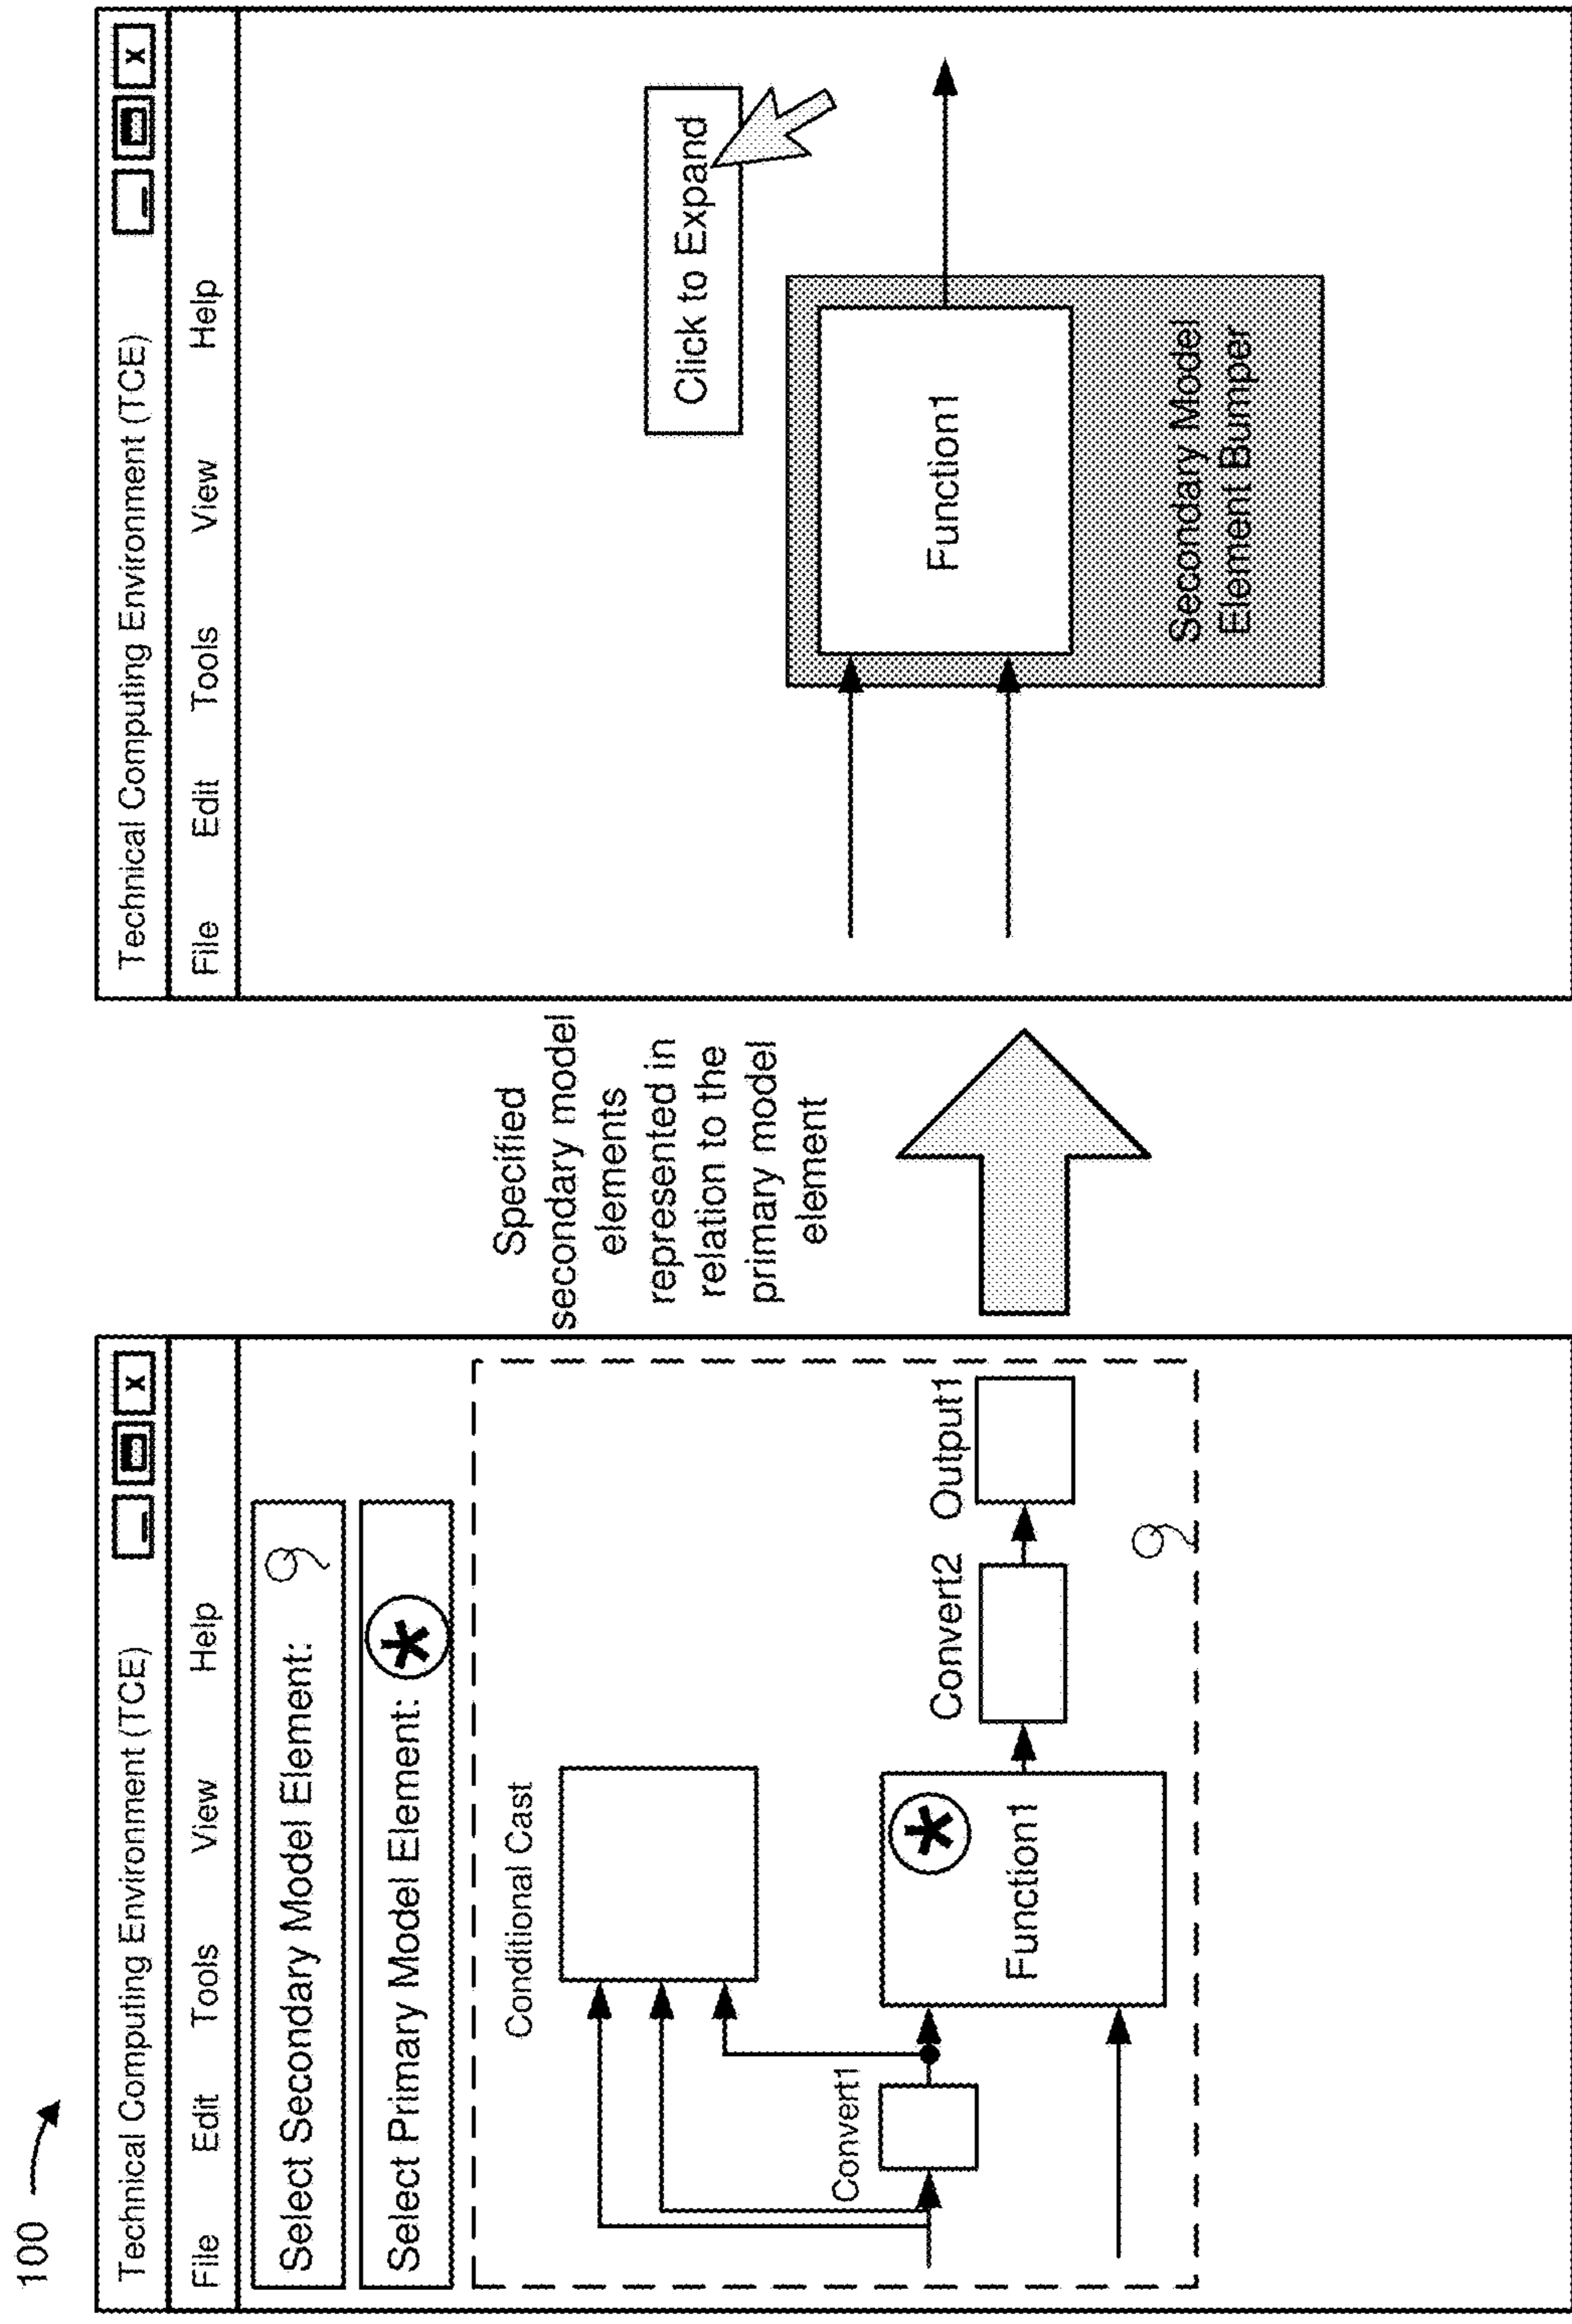 100
Technical Computing Environment (TCE)
File Edit Tools View Help
Select Secondary Model Element:
Select Primary Model Element: *
Conditional Cast
Convert1
Function1
*
Convert2
Output1
Specified
secondary model
elements
represented in
relation to the
primary model
element
Technical Computing Environment (TCE)
File Edit Tools View Help
Click to Expand
Function1
Secondary Model
Element Bumper